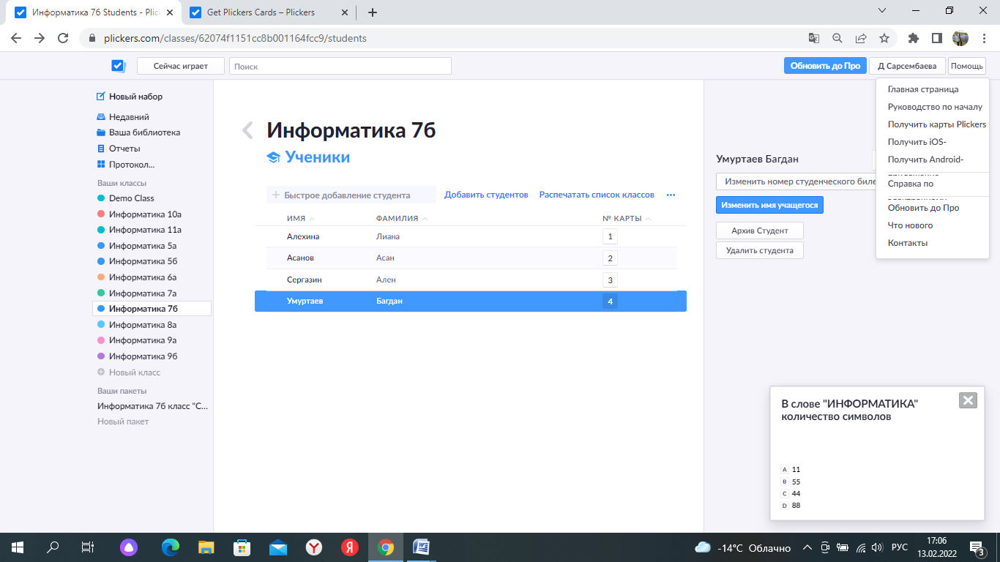 Информатика 7б Students - Plic
Get Plickers Cards – Plickers
plickers.com/classes/62074f1151cc8b001164fcc9/students
Сейчас играет
Поиск
Обновить до Про
Д Сарсембаева
Помощь
Главная страница
Руководство по началу
Получить карты Plickers
Получить iOS-
Получить Android-
Справка по
Обновить до Про
Что нового
Контакты
Новый набор
Недавний
Ваша библиотека
Отчеты
Протокол...
Ваши классы
Demo Class
Информатика 10а
Информатика 11а
Информатика 5а
Информатика 5б
Информатика 6а
Информатика 7а
Информатика 7б
Информатика 8а
Информатика 9а
Информатика 9б
Новый класс
Ваши пакеты
Информатика 7б класс "С...
Новый пакет
Информатика 7б
Ученики
Быстрое добавление студента
Добавить студентов
Распечатать список классов
ИМЯ ФАМИЛИЯ № КАРТЫ
Алехина Лиана 1
Асанов Асан 2
Сергазин Ален 3
Умуртаев Багдан 4
Умуртаев Багдан
Изменить номер студенческого биле
Изменить имя учащегося
Архив Студент
Удалить студента
В слове "ИНФОРМАТИКА"
количество символов
A 11
B 55
C 44
D 88
-14°C Облачно
РУС
17:06
13.02.2022
3